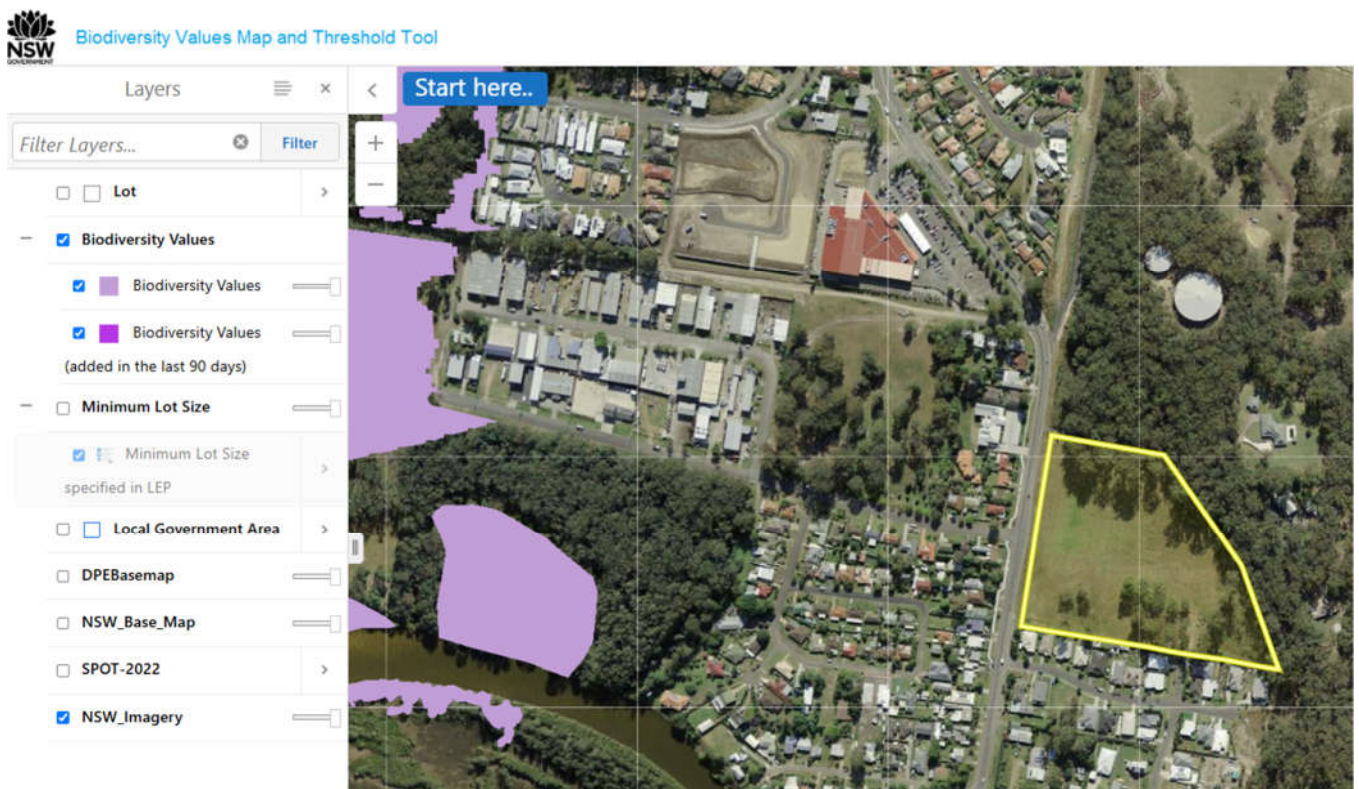 NSW
GOVERNMENT
Biodiversity Values Map and Threshold Tool
Layers
Start here..
Filter Layers...
Filter
Lot
Biodiversity Values
Biodiversity Values
Biodiversity Values
(added in the last 90 days)
Minimum Lot Size
Minimum Lot Size
specified in LEP
Local Government Area
DPEBasemap
NSW_Base_Map
SPOT-2022
NSW_Imagery